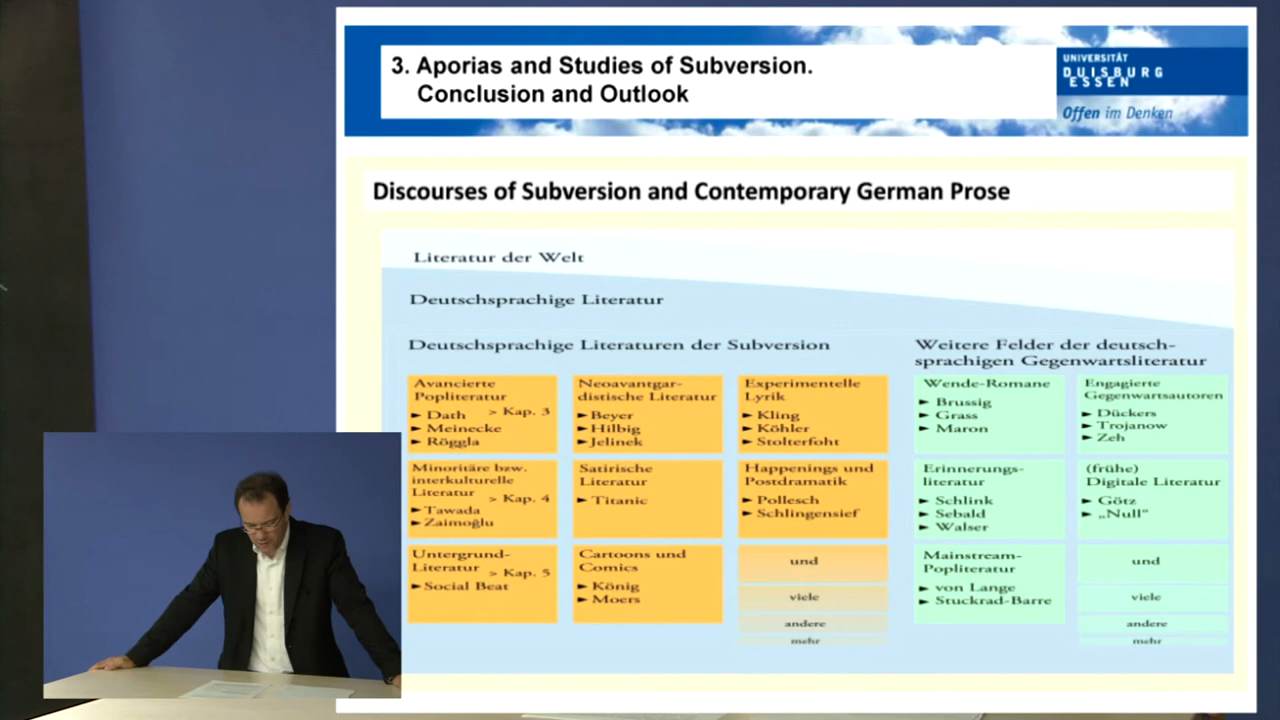 3. Aporias and Studies of Subversion.
Conclusion and Outlook
UNIVERSITÄT
DUISBURG
ESSEN
Offen im Denken
Discourses of Subversion and Contemporary German Prose
Literatur der Welt
Deutschsprachige Literatur
Deutschsprachige Literaturen der Subversion
Avancierte
Popliteratur
► Dath > Kap. 3
► Meinecke
► Röggla
Neoavantgar-
distische Literatur
► Beyer
► Hilbig
► Jelinek
Experimentelle
Lyrik
► Kling
► Köhler
► Stolterfoht
Minoritäre bzw.
interkulturelle
Literatur > Kap. 4
► Tawada
► Zaimoğlu
Satirische
Literatur
► Titanic
Happenings und
Postdramatik
► Pollesch
► Schlingensief
Untergrund-
Literatur > Kap. 5
► Social Beat
Cartoons und
Comics
► König
► Moers
und
viele
andere
mehr
Weitere Felder der deutsch-
sprachigen Gegenwartsliteratur
Wende-Romane
► Brussig
► Grass
► Maron
Engagierte
Gegenwartsautoren
► Dückers
► Trojanow
► Zeh
Erinnerungs-
literatur
► Schlink
► Sebald
► Walser
(frühe)
Digitale Literatur
► Götz
► „Null“
Mainstream-
Popliteratur
► von Lange
► Stuckrad-Barre
und
viele
andere
mehr